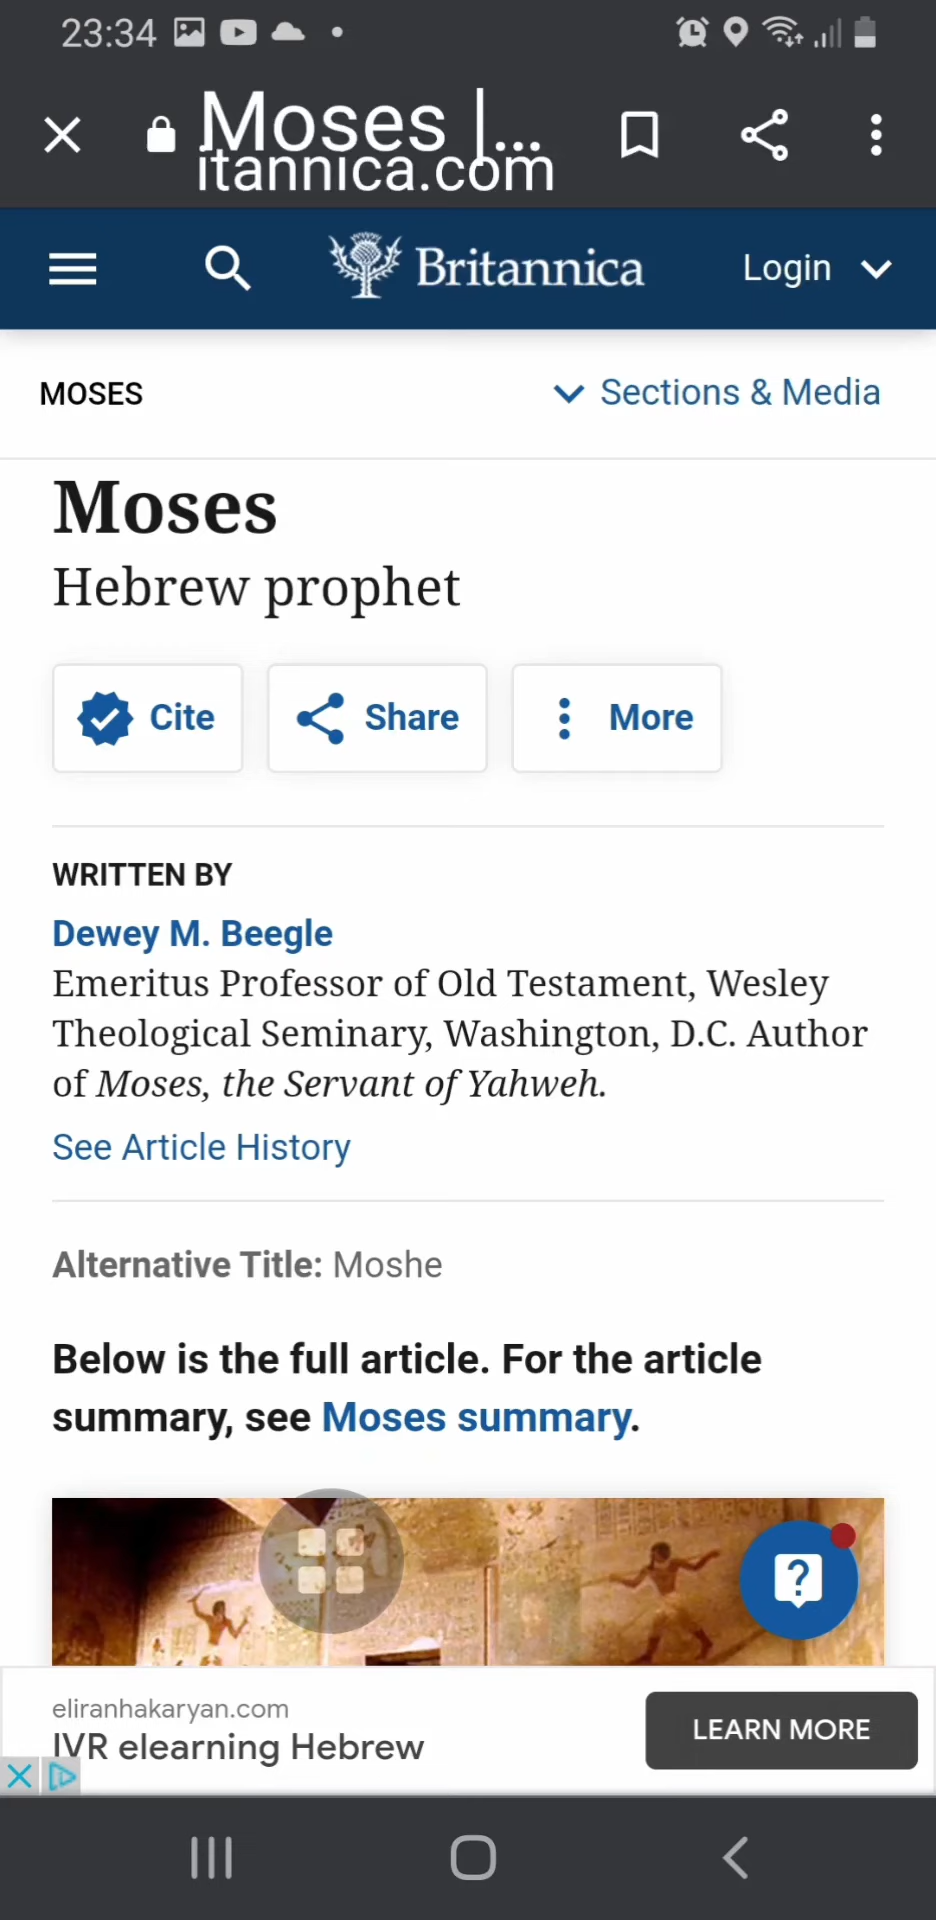 23:34
Moses |...
itannica.com
Britannica
Login
MOSES
Sections & Media
Moses
Hebrew prophet
Cite
Share
More
WRITTEN BY
Dewey M. Beegle
Emeritus Professor of Old Testament, Wesley
Theological Seminary, Washington, D.C. Author
of Moses, the Servant of Yahweh.
See Article History
Alternative Title: Moshe
Below is the full article. For the article
summary, see Moses summary.
?
eliranhakaryan.com
IVR elearning Hebrew
LEARN MORE